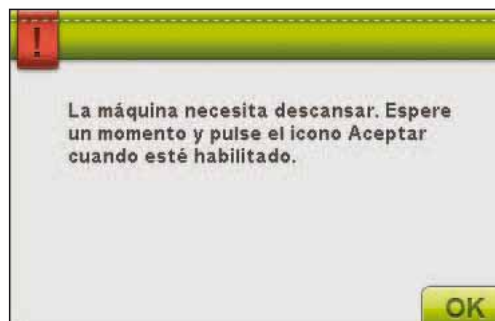 !
La máquina necesita descansar. Espere
un momento y pulse el icono Aceptar
cuando esté habilitado.
OK